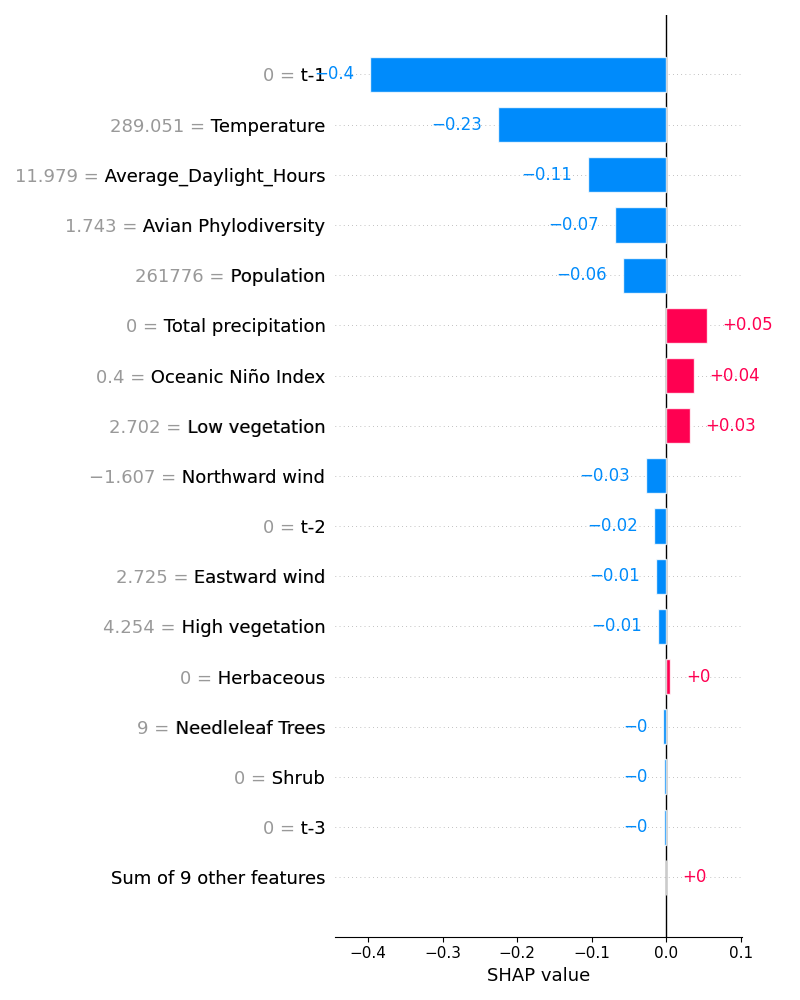 0 = t-1 −0.4
289.051 = Temperature −0.23
11.979 = Average_Daylight_Hours −0.11
1.743 = Avian Phylodiversity −0.07
261776 = Population −0.06
0 = Total precipitation +0.05
0.4 = Oceanic Niño Index +0.04
2.702 = Low vegetation +0.03
−1.607 = Northward wind −0.03
0 = t-2 −0.02
2.725 = Eastward wind −0.01
4.254 = High vegetation −0.01
0 = Herbaceous +0
9 = Needleleaf Trees −0
0 = Shrub −0
0 = t-3 −0
Sum of 9 other features +0
−0.4 −0.3 −0.2 −0.1 0.0 0.1
SHAP value